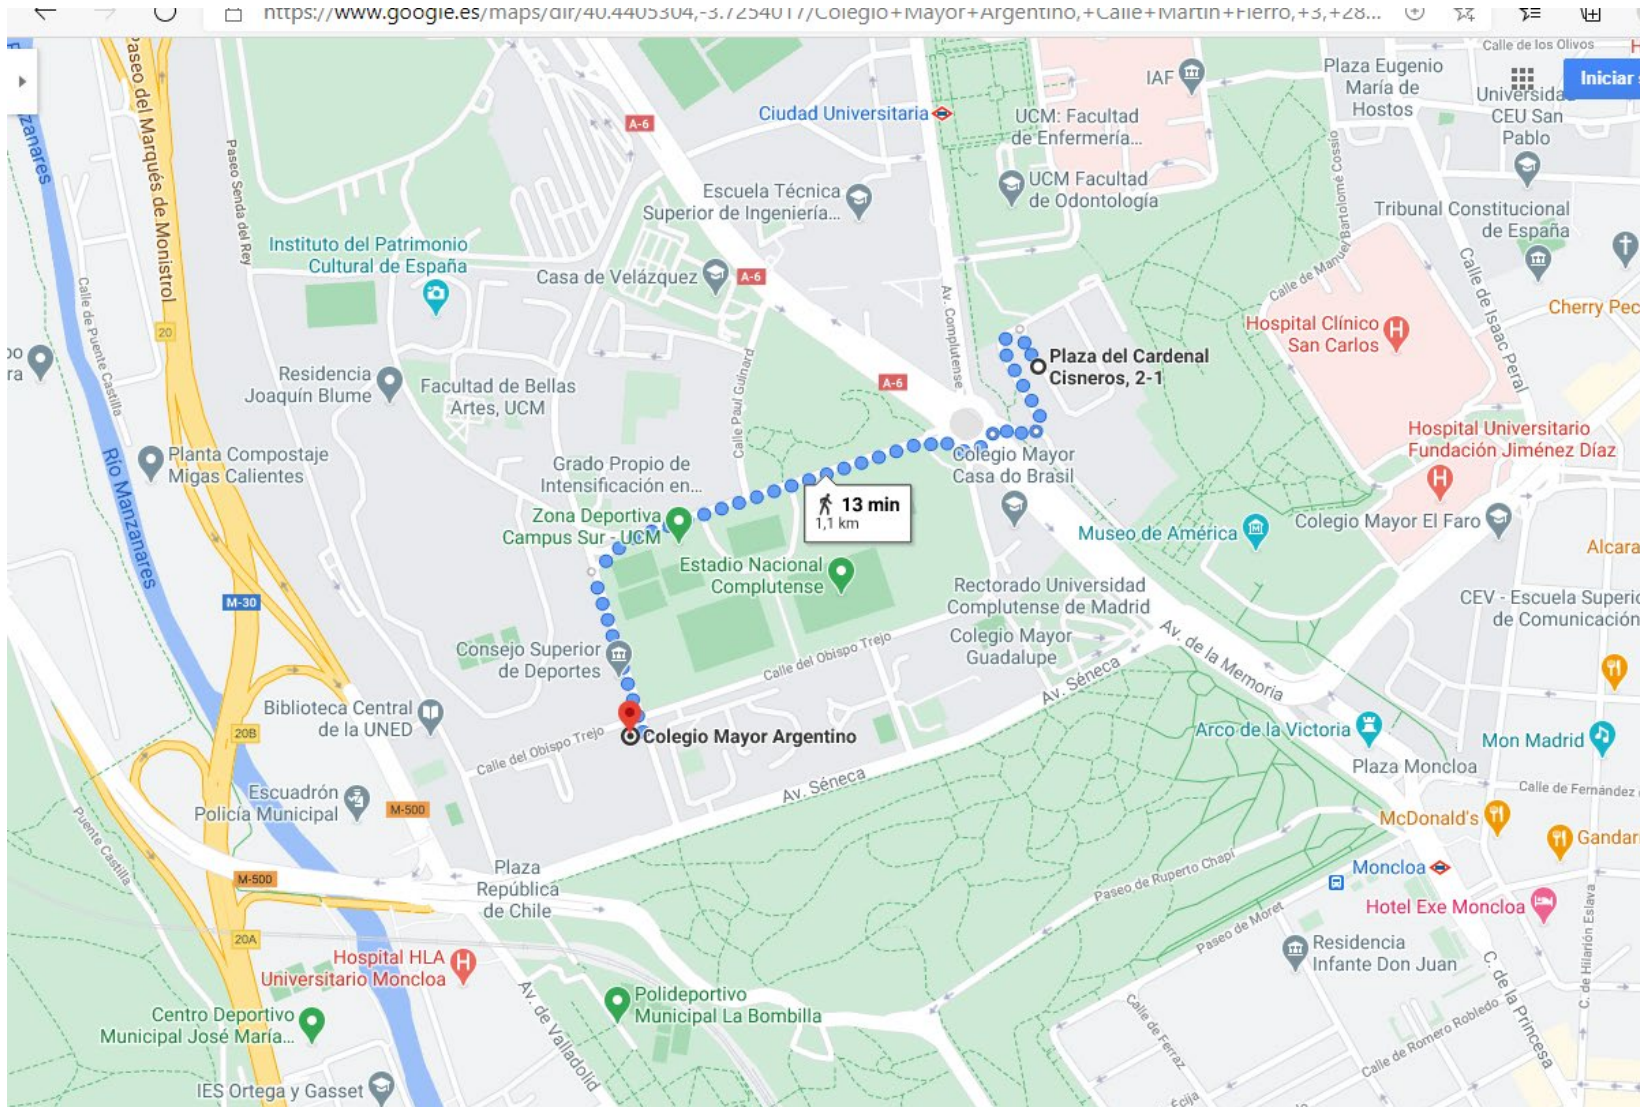 https://www.google.es/maps/dir/40.4405304,-3.7254017/Colegio+Mayor+Argentino,+Calle+Martín+Fierro,+3,+28...
Calle de los Olivos
Iniciar
Paseo del Marqués de Monistrol
Manzanares
Paseo Senda del Rey
A-6
Ciudad Universitaria
IAF
UCM: Facultad
de Enfermería...
Plaza Eugenio
María de
Hostos
CEU San
Pablo
Escuela Técnica
Superior de Ingeniería...
UCM Facultad
de Odontología
Calle de Manuel Bartolomé Cossío
Tribunal Constitucional
de España
Instituto del Patrimonio
Cultural de España
Casa de Velázquez
A-6
Av. Complutense
Calle de Isaac Peral
Calle de Puente Castilla
20
Hospital Clínico
San Carlos
Cherry Pec
Plaza del Cardenal
Cisneros, 2-1
Residencia
Joaquín Blume
Facultad de Bellas
Artes, UCM
Calle Paul Guinard
A-6
Río Manzanares
Planta Compostaje
Migas Calientes
Grado Propio de
Intensificación en...
Colegio Mayor
Casa do Brasil
Hospital Universitario
Fundación Jiménez Díaz
13 min
1,1 km
Zona Deportiva
Campus Sur - UCM
Museo de América
Colegio Mayor El Faro
Alcara
Estadio Nacional
Complutense
Rectorado Universidad
Complutense de Madrid
M-30
CEV - Escuela Superio
de Comunicación
Consejo Superior
de Deportes
Calle del Obispo Trejo
Colegio Mayor
Guadalupe
Av. Séneca
Av. de la Memoria
Biblioteca Central
de la UNED
20B
Colegio Mayor Argentino
Calle del Obispo Trejo
Arco de la Victoria
Mon Madrid
Plaza Moncloa
Av. Séneca
Escuadrón
Policía Municipal
M-500
Calle de Fernández
McDonald's
Gandar
Puente Castilla
M-500
Plaza
República
de Chile
Paseo de Ruperto Chapí
Moncloa
Hotel Exe Moncloa
20A
Paseo de Moret
Residencia
Infante Don Juan
C. de Hilarión Eslava
Hospital HLA
Universitario Moncloa
Av. de Valladolid
Polideportivo
Municipal La Bombilla
Centro Deportivo
Municipal José María...
Calle de Ferraz
Calle de Romero Robledo
C. de la Princesa
IES Ortega y Gasset
Écija